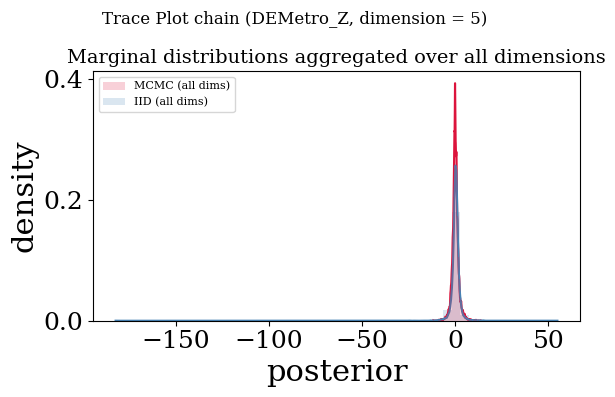 Trace Plot chain (DEMetro_Z, dimension = 5)
Marginal distributions aggregated over all dimensions
MCMC (all dims)
IID (all dims)
density
0.4
0.2
0.0
−150 −100 −50 0 50
posterior